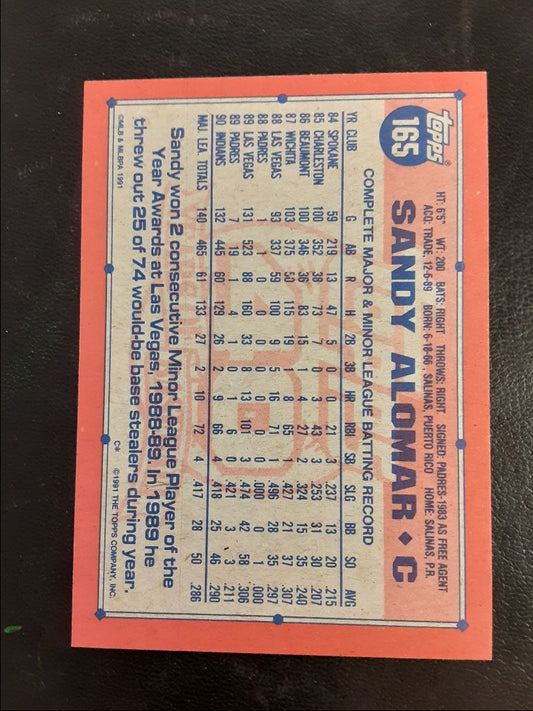 topps®
165
HT: 6'5" WT: 200 BATS: RIGHT THROWS: RIGHT SIGNED: PADRES-1983 AS FREE AGENT
ACQ: TRADE, 12-6-89 BORN: 6-18-66, SALINAS, PUERTO RICO HOME: SALINAS, P.R.
SANDY ALOMAR ♦ C
COMPLETE MAJOR & MINOR LEAGUE BATTING RECORD
YR CLUB G AB R H 2B 3B HR RBI SB SLG BB SO AVG
84 SPOKANE 59 219 13 47 5 0 0 21 3 .237 13 20 .215
85 CHARLESTON 100 352 38 73 7 0 3 43 3 .253 31 30 .207
86 BEAUMONT 100 346 36 83 15 1 4 27 2 .324 15 35 .240
87 WICHITA 103 375 50 115 19 1 8 65 1 .427 21 37 .307
88 LAS VEGAS 93 337 59 100 9 5 16 71 1 .496 28 35 .297
88 PADRES 1 1 0 0 0 0 0 0 0 .000 0 1 .000
89 LAS VEGAS 131 523 88 160 33 8 13 101 3 .474 42 58 .306
89 PADRES 7 19 1 4 1 0 1 6 0 .421 3 3 .211
90 INDIANS 132 445 60 129 26 2 9 66 4 .418 25 46 .290
MAJ. LEA. TOTALS 140 465 61 133 27 2 10 72 4 .417 28 50 .286
Sandy won 2 consecutive Minor League Player of the
Year Awards at Las Vegas, 1988-89. In 1989 he
threw out 25 of 74 would-be base stealers during year.
©MLB & MLBPA 1991
C* ©1991 THE TOPPS COMPANY, INC.